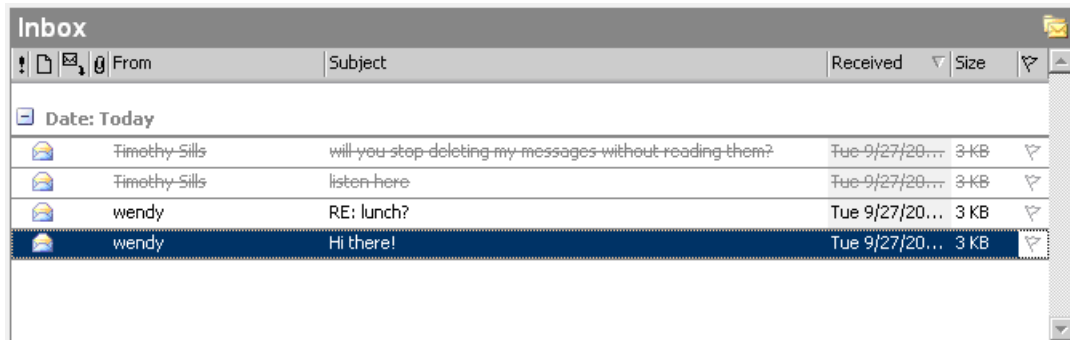 Inbox
From Subject Received Size
Date: Today
Timothy Sills will you stop deleting my messages without reading them? Tue 9/27/20... 3 KB
Timothy Sills listen here Tue 9/27/20... 3 KB
wendy RE: lunch? Tue 9/27/20... 3 KB
wendy Hi there! Tue 9/27/20... 3 KB